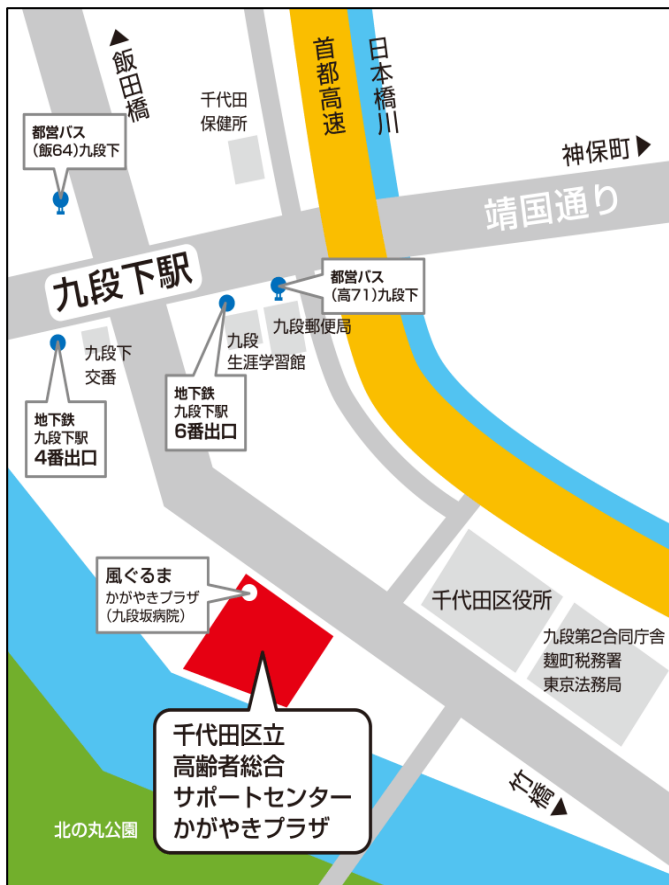 ▲飯田橋
千代田
保健所
首都高速
日本橋川
神保町▶
都営バス
(飯64)九段下
靖国通り
九段下駅
都営バス
(高71)九段下
九段郵便局
九段
生涯学習館
九段下
交番
地下鉄
九段下駅
6番出口
地下鉄
九段下駅
4番出口
風ぐるま
かがやきプラザ
(九段坂病院)
千代田区役所
九段第2合同庁舎
麹町税務署
東京法務局
千代田区立
高齢者総合
サポートセンター
かがやきプラザ
竹橋▶
北の丸公園